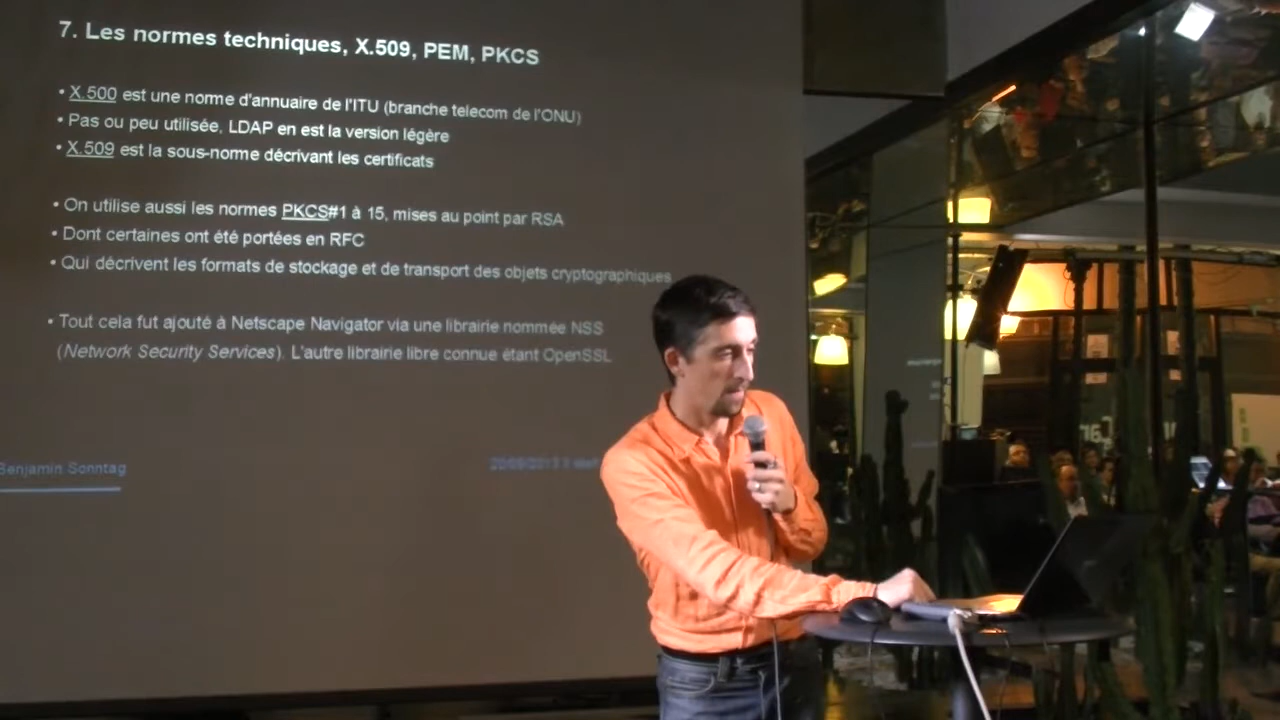 7. Les normes techniques, X.509, PEM, PKCS
• X.500 est une norme d'annuaire de l'ITU (branche telecom de l'ONU)
• Pas ou peu utilisée, LDAP en est la version légère
• X.509 est la sous-norme décrivant les certificats
• On utilise aussi les normes PKCS#1 à 15, mises au point par RSA
• Dont certaines ont été portées en RFC
• Qui décrivent les formats de stockage et de transport des objets cryptographiques
• Tout cela fut ajouté à Netscape Navigator via une librairie nommée NSS
(Network Security Services). L'autre librairie libre connue étant OpenSSL
Benjamin Sonntag